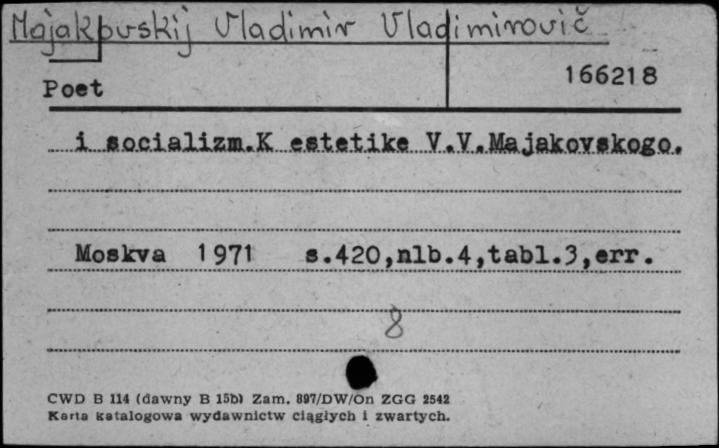 Majakovskij Vladimir Vladimirovič
166218
Poet
i socializm.K estetike V.V.Majakovskogo.
Moskva 1971 s.420,nlb.4,tabl.3,err.
8
CWD B 114 (dawny B 15b) Zam. 897/DW/On ZGG 2542
Karta katalogowa wydawnictw ciągłych i zwartych.